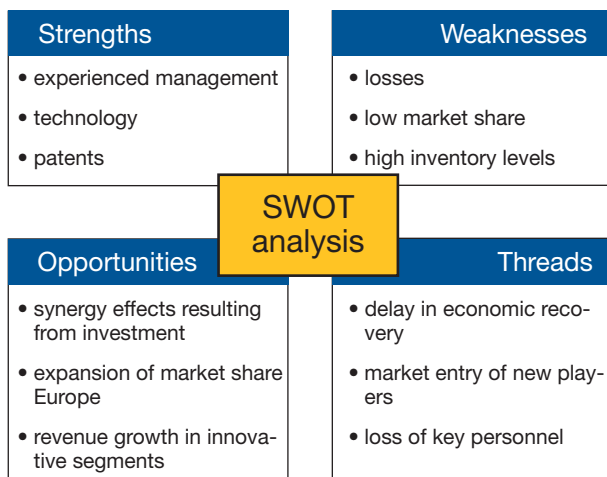 Strengths
• experienced management
• technology
• patents
Weaknesses
• losses
• low market share
• high inventory levels
SWOT
analysis
Opportunities
• synergy effects resulting
from investment
• expansion of market share
Europe
• revenue growth in innova-
tive segments
Threads
• delay in economic reco-
very
• market entry of new play-
ers
• loss of key personnel